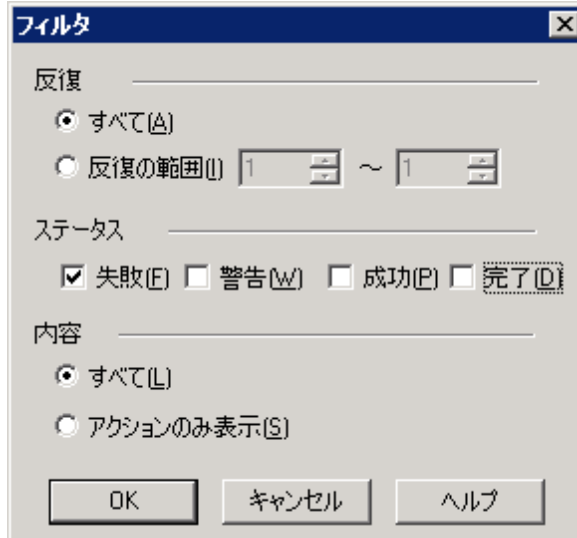 フィルタ
反復
すべて(A)
反復の範囲(I) 1 ～ 1
ステータス
失敗(F) 警告(W) 成功(P) 完了(D)
内容
すべて(L)
アクションのみ表示(S)
OK キャンセル ヘルプ